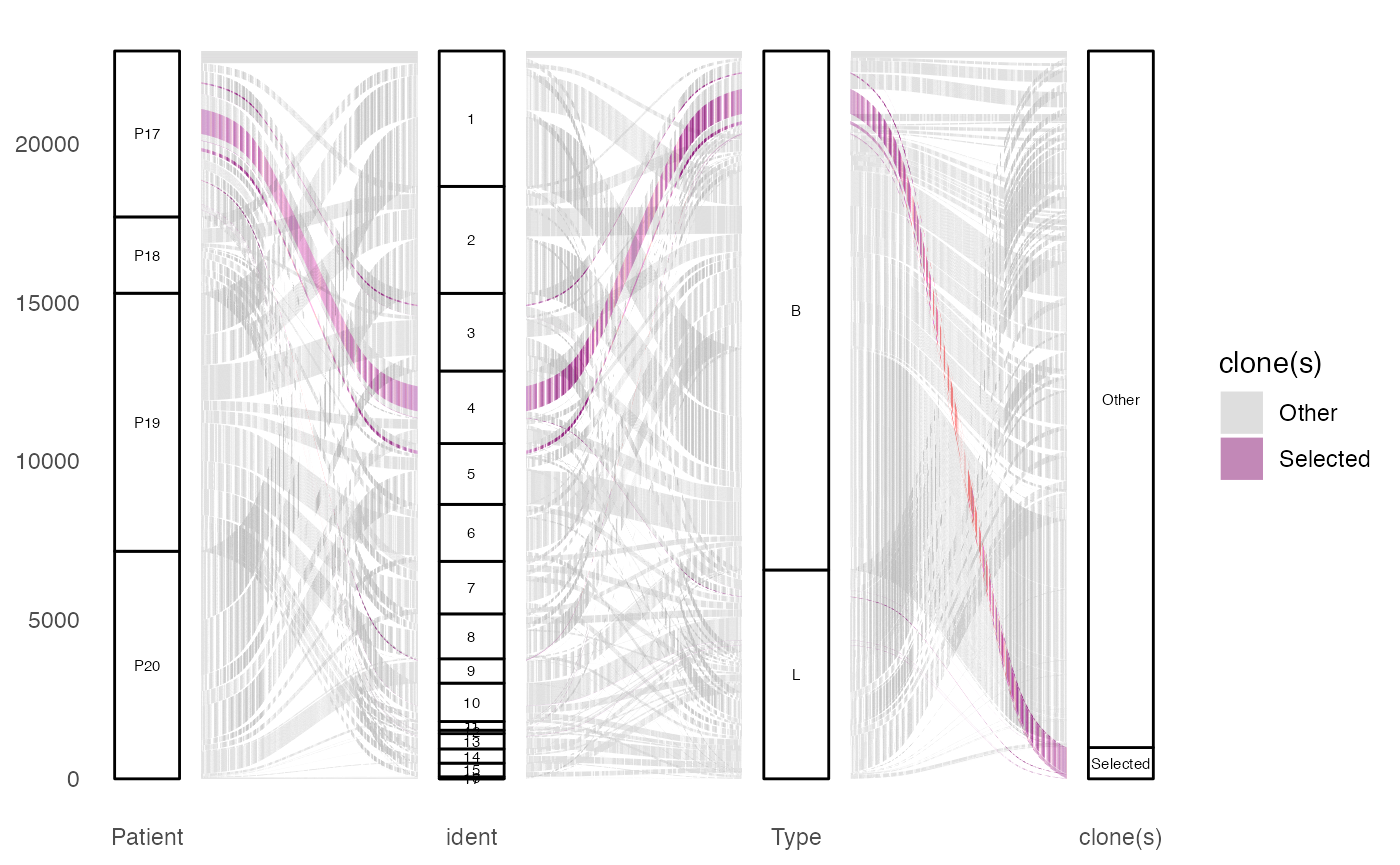 20000
15000
10000
5000
0
P17
P18
P19
P20
1
2
3
4
5
6
7
8
9
10
13
14
15
B
L
Other
Selected
Patient
ident
Type
clone(s)
clone(s)
Other
Selected